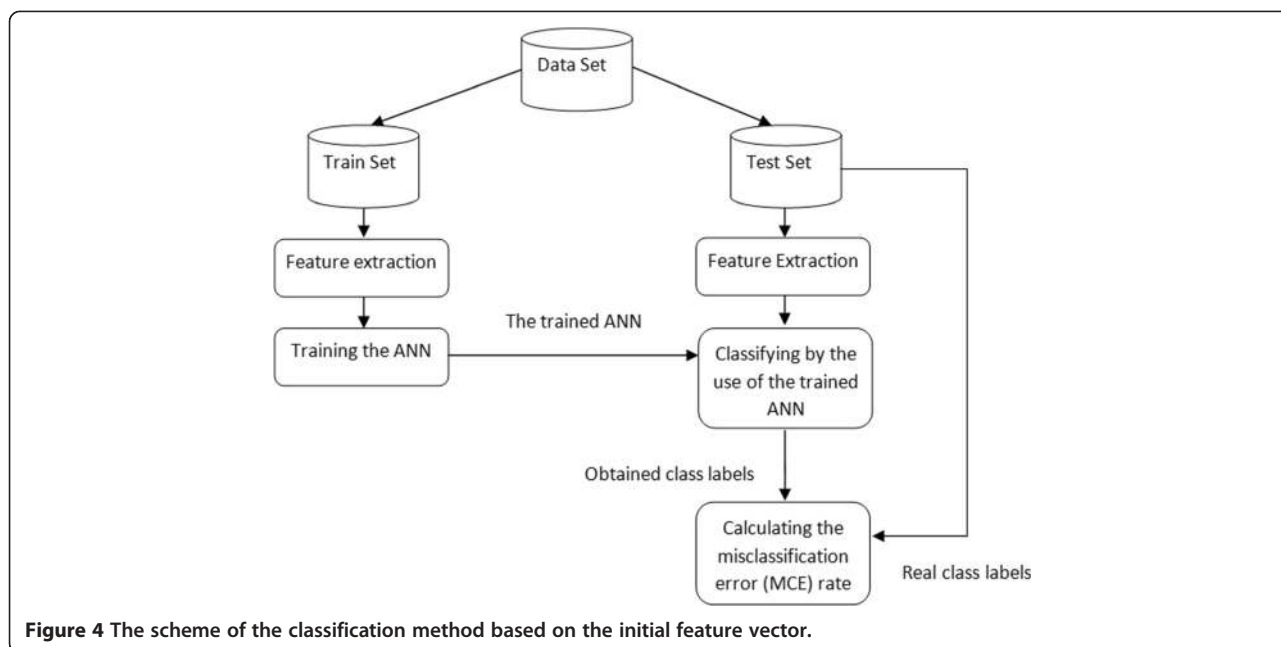 Data Set
Train Set
Test Set
Feature extraction
Feature Extraction
The trained ANN
Training the ANN
Classifying by the
use of the trained
ANN
Obtained class labels
Calculating the
misclassification
error (MCE) rate
Real class labels
Figure 4 The scheme of the classification method based on the initial feature vector.